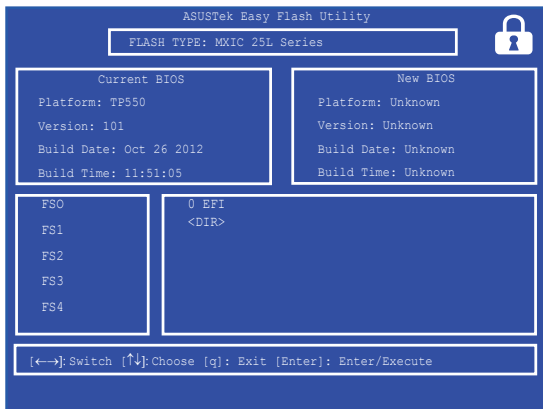 ASUSTek Easy Flash Utility
FLASH TYPE: MXIC 25L Series
Current BIOS
Platform: TP550
Version: 101
Build Date: Oct 26 2012
Build Time: 11:51:05
New BIOS
Platform: Unknown
Version: Unknown
Build Date: Unknown
Build Time: Unknown
FSO
FS1
FS2
FS3
FS4
0 EFI
<DIR>
[←→]: Switch [↑↓]: Choose [q]: Exit [Enter]: Enter/Execute